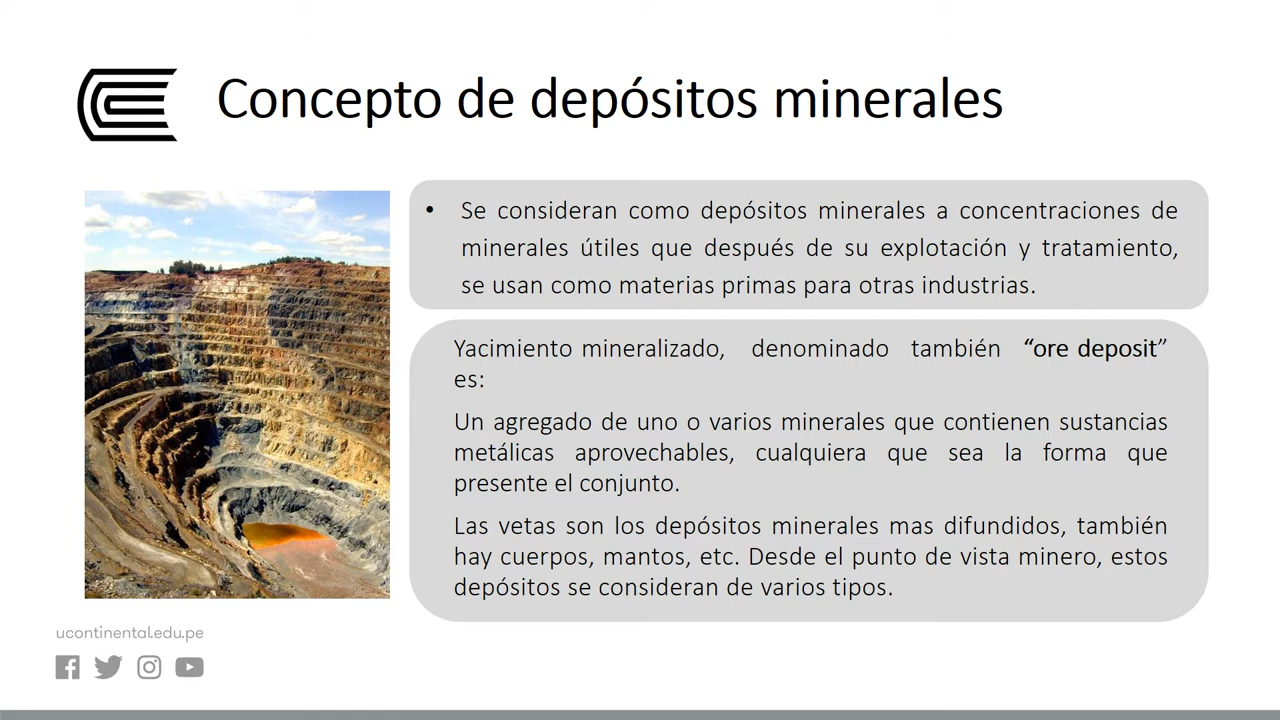 Concepto de depósitos minerales
• Se consideran como depósitos minerales a concentraciones de
minerales útiles que después de su explotación y tratamiento,
se usan como materias primas para otras industrias.
Yacimiento mineralizado, denominado también “ore deposit”
es:
Un agregado de uno o varios minerales que contienen sustancias
metálicas aprovechables, cualquiera que sea la forma que
presente el conjunto.
Las vetas son los depósitos minerales mas difundidos, también
hay cuerpos, mantos, etc. Desde el punto de vista minero, estos
depósitos se consideran de varios tipos.
ucontinental.edu.pe